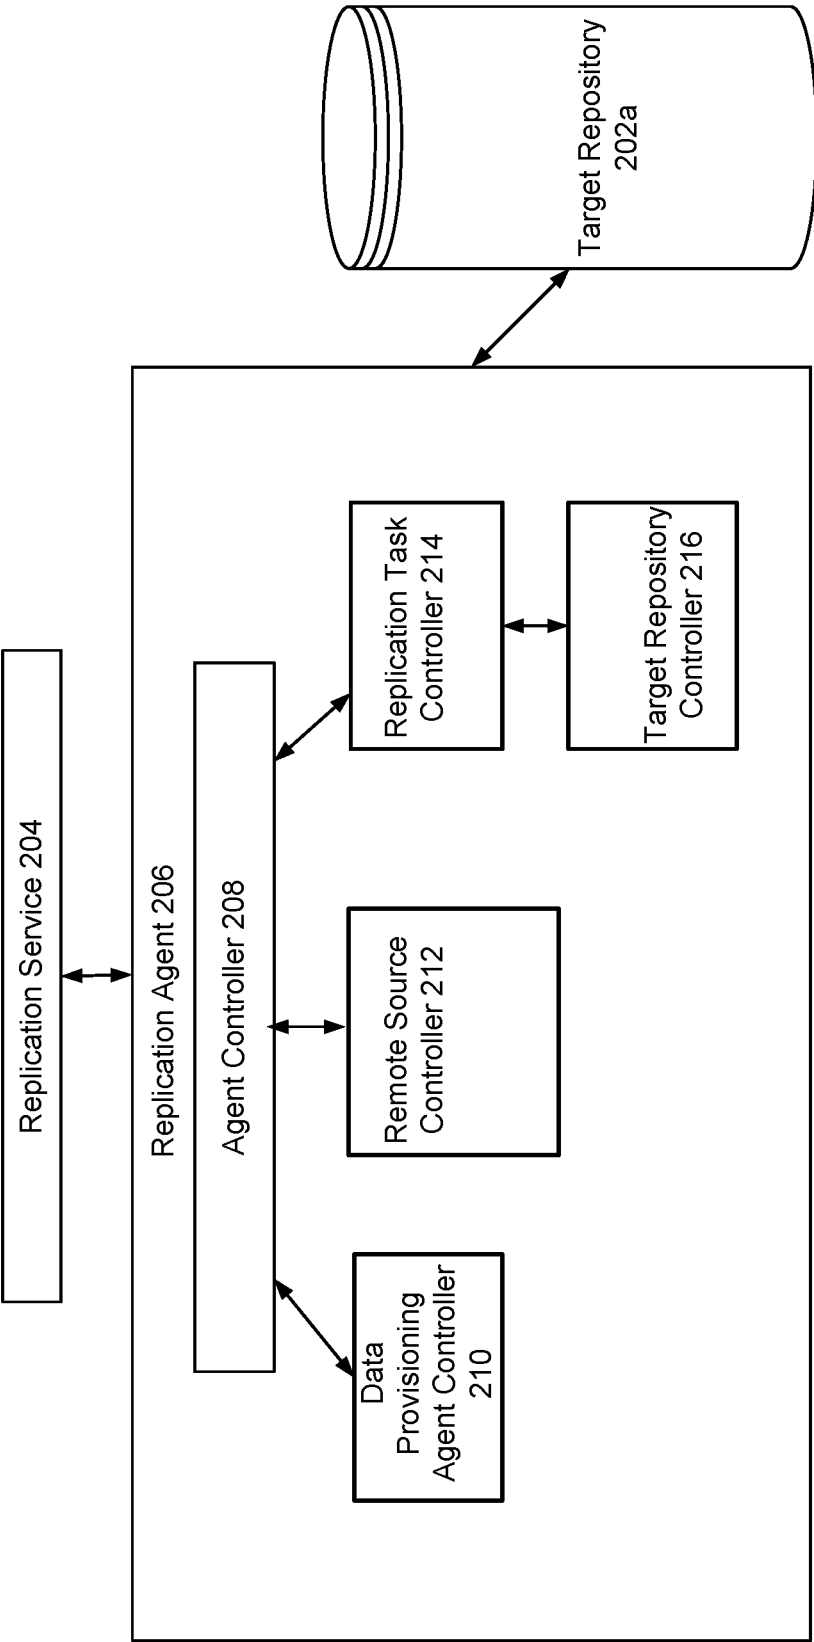 Replication Service 204
Replication Agent 206
Agent Controller 208
Data
Provisioning
Agent Controller
210
Remote Source
Controller 212
Replication Task
Controller 214
Target Repository
Controller 216
Target Repository
202a